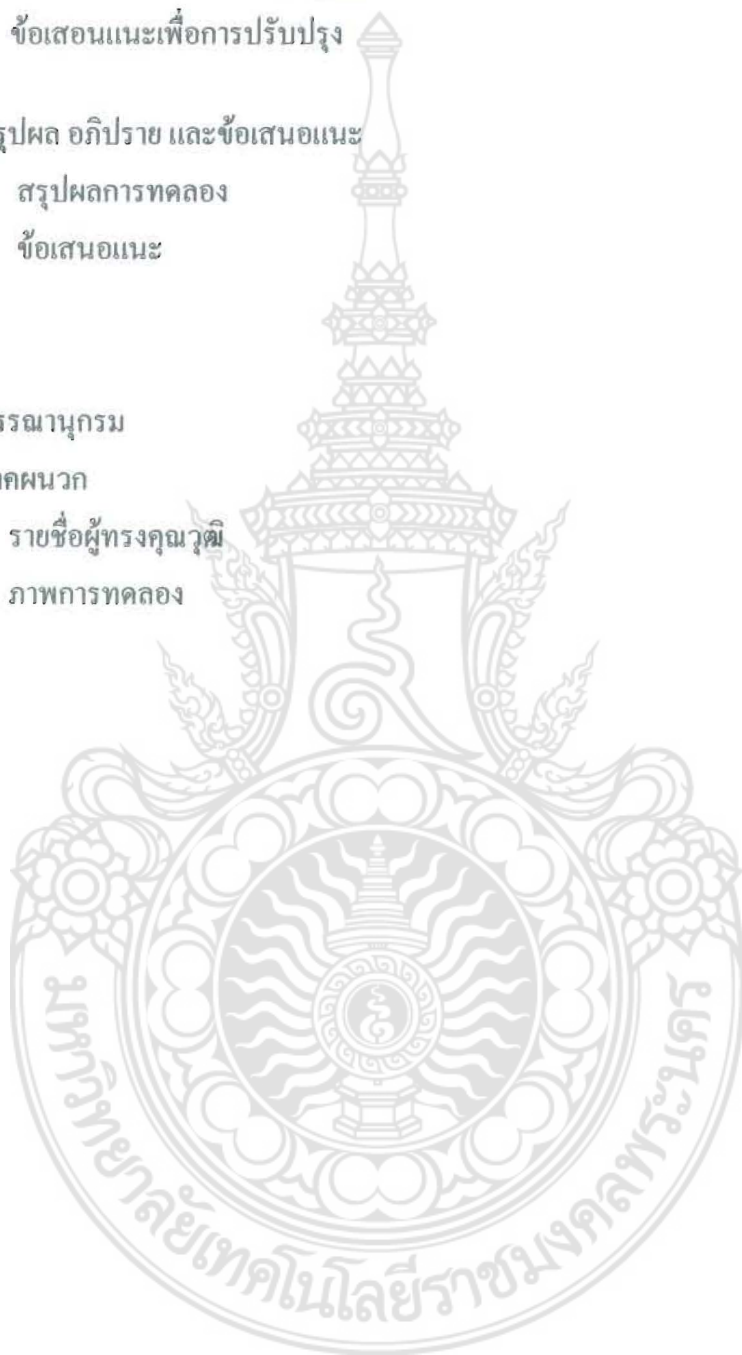 ข้อเสอนแนะเพื่อการปรับปรุง
รุปผล อภิปราย และข้อเสนอแนะ
สรุปผลการทดลอง
ข้อเสนอแนะ
รรณานุกรม
าคผนวก
รายชื่อผู้ทรงคุณวุฒิ
ภาพการทดลอง
มหาวิทยาลัยเทคโนโลยีราชมงคลพระนคร